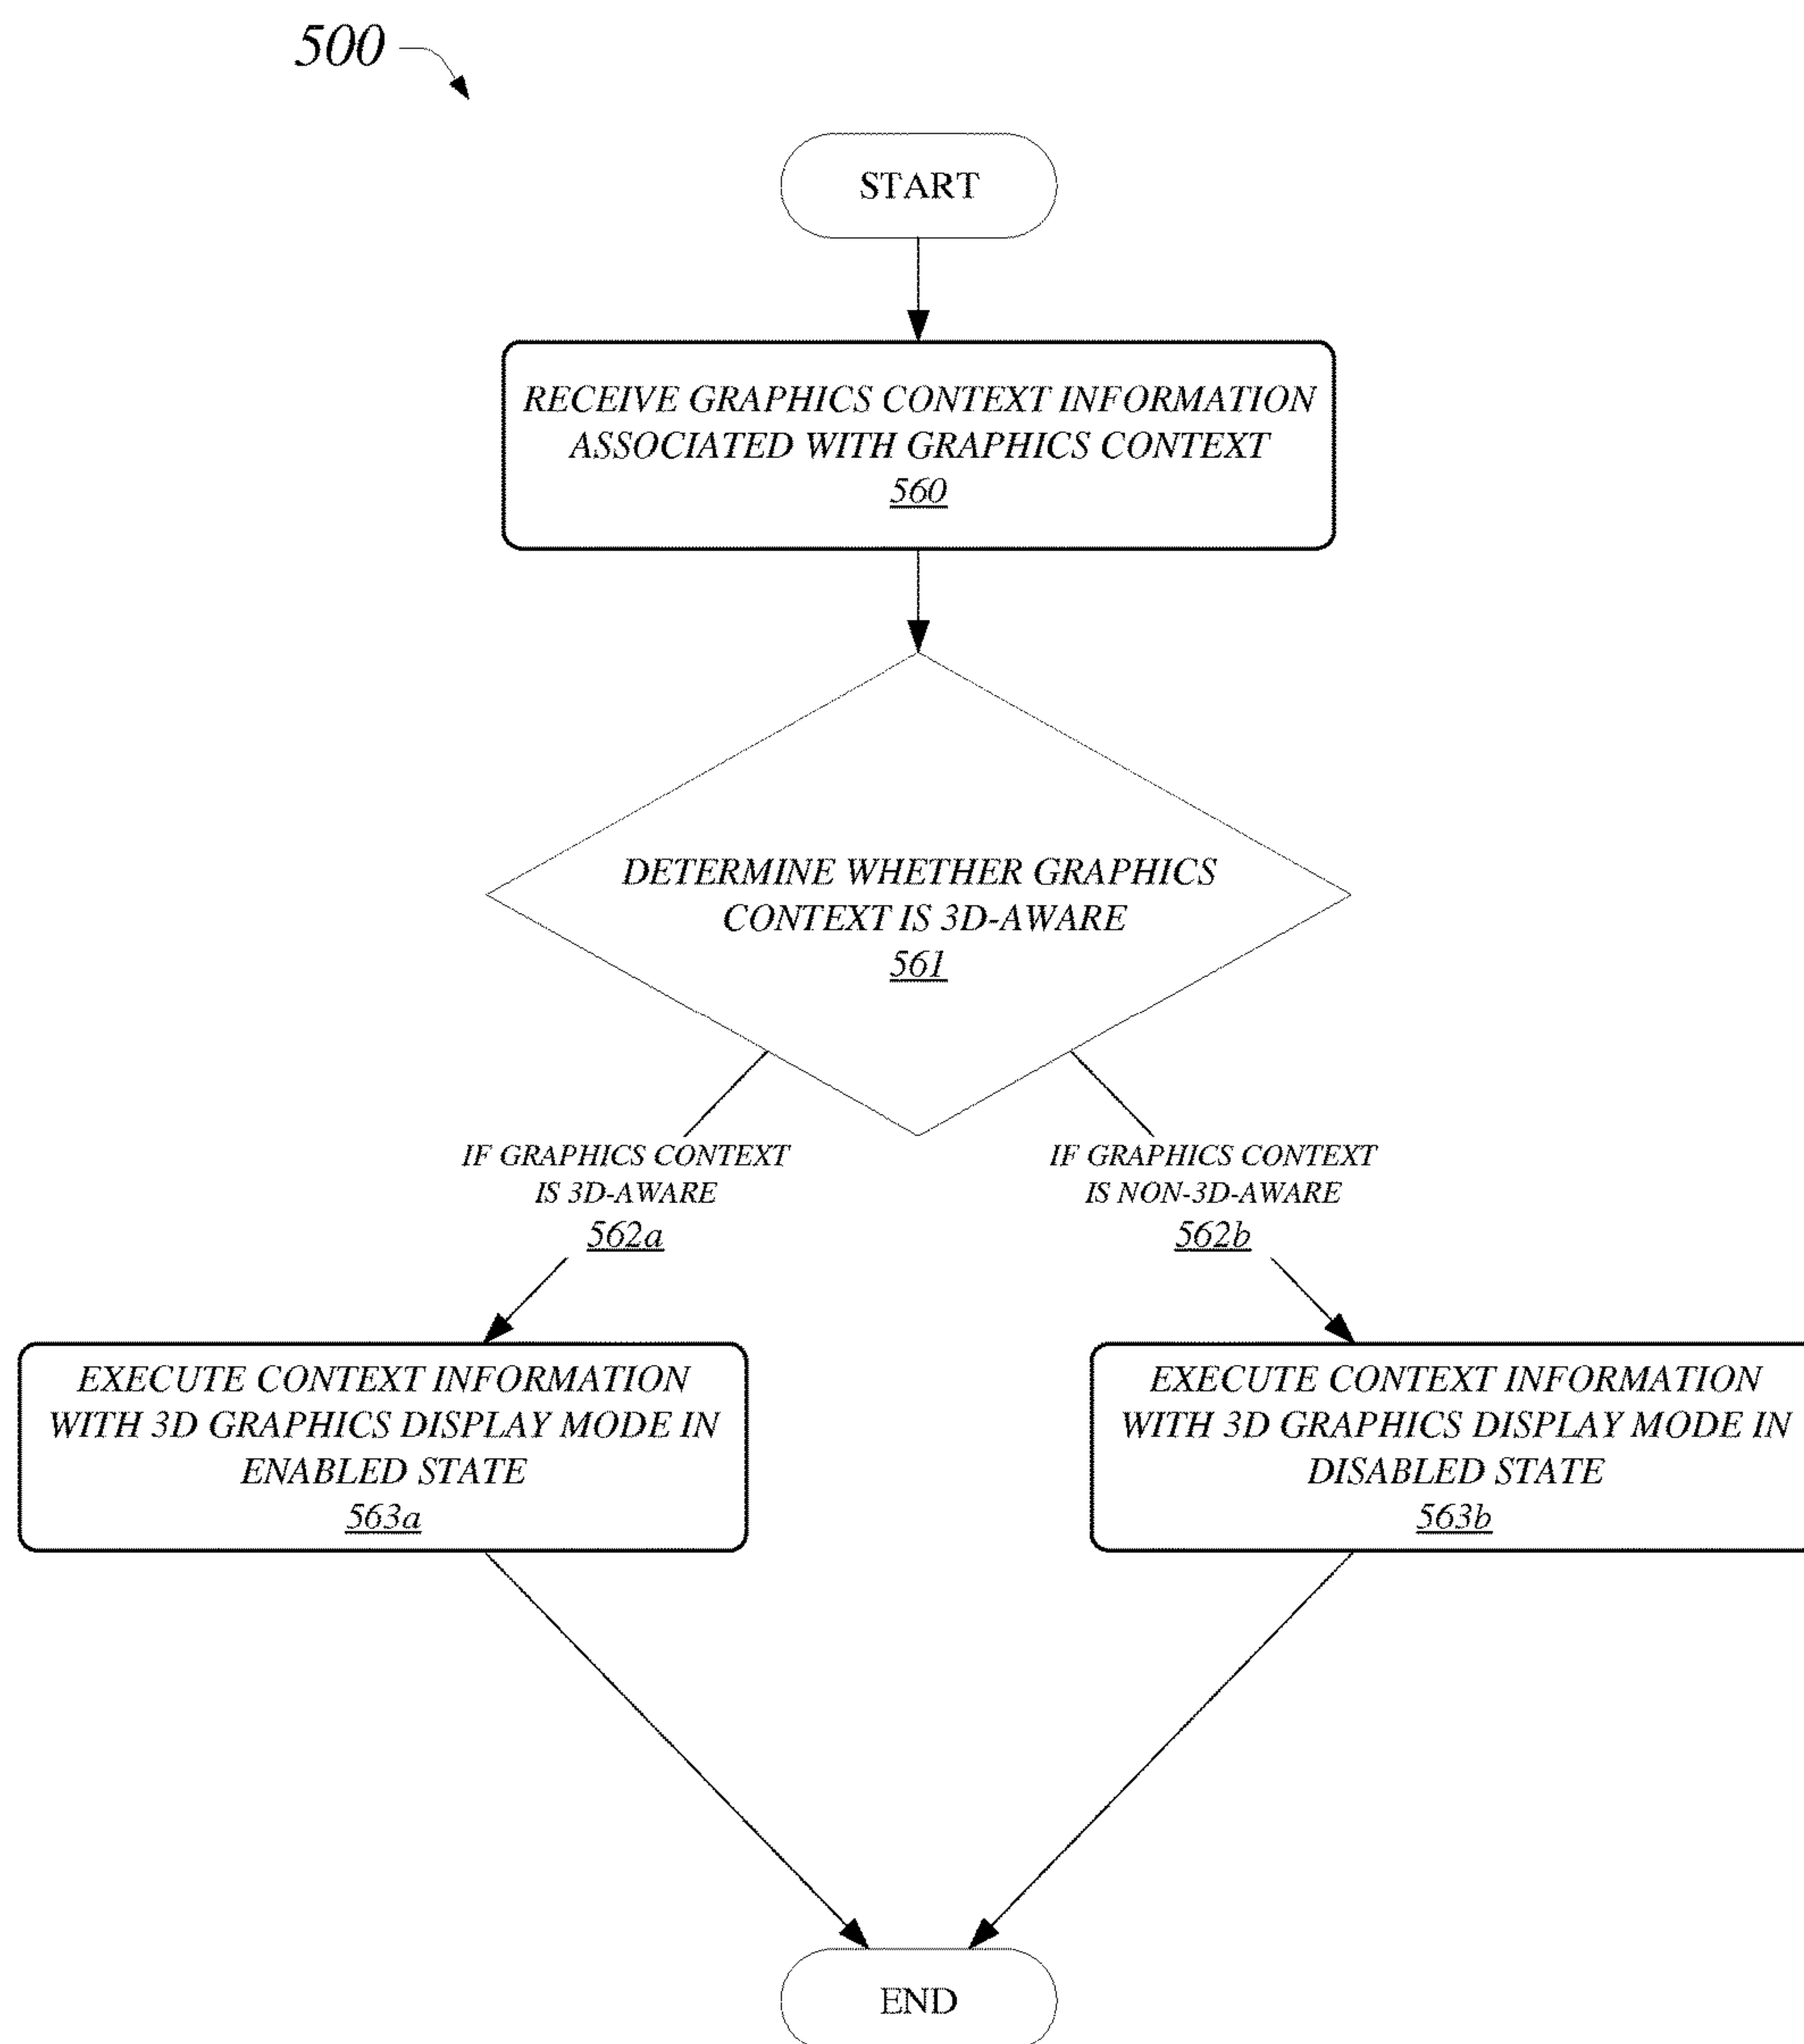 500
START
RECEIVE GRAPHICS CONTEXT INFORMATION
ASSOCIATED WITH GRAPHICS CONTEXT
560
DETERMINE WHETHER GRAPHICS
CONTEXT IS 3D-AWARE
561
IF GRAPHICS CONTEXT
IS 3D-AWARE
562a
IF GRAPHICS CONTEXT
IS NON-3D-AWARE
562b
EXECUTE CONTEXT INFORMATION
WITH 3D GRAPHICS DISPLAY MODE IN
ENABLED STATE
563a
EXECUTE CONTEXT INFORMATION
WITH 3D GRAPHICS DISPLAY MODE IN
DISABLED STATE
563b
END